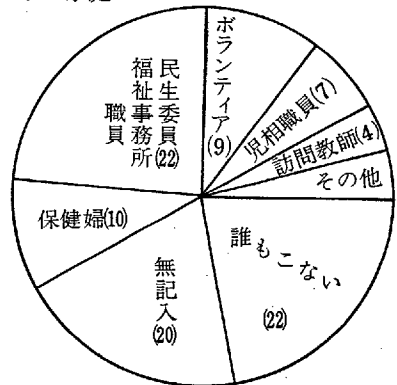 ボランティア(9)
児相職員(7)
訪問教師(4)
その他
誰もこない
(22)
無記入
(20)
保健婦(10)
民生委員(22)
福祉事務所
職員